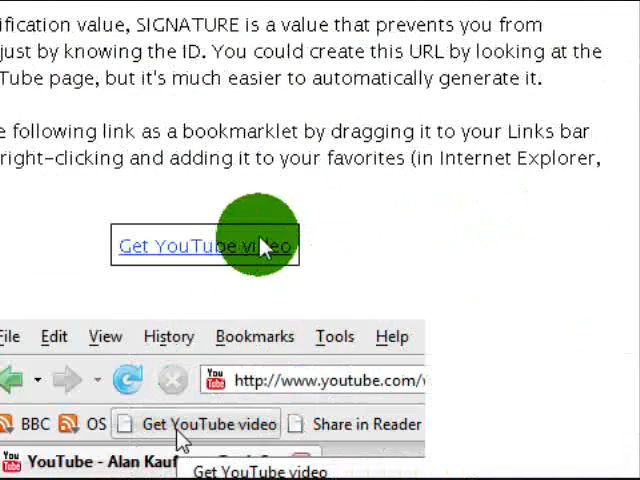 ification value, SIGNATURE is a value that prevents you from
just by knowing the ID. You could create this URL by looking at the
Tube page, but it's much easier to automatically generate it.
e following link as a bookmarklet by dragging it to your Links bar
right-clicking and adding it to your favorites (in Internet Explorer,
Get YouTube video
File Edit View History Bookmarks Tools Help
You Tube http://www.youtube.com/
BBC OS Get YouTube video Share in Reader
You Tube YouTube - Alan Kauf
Get YouTube video